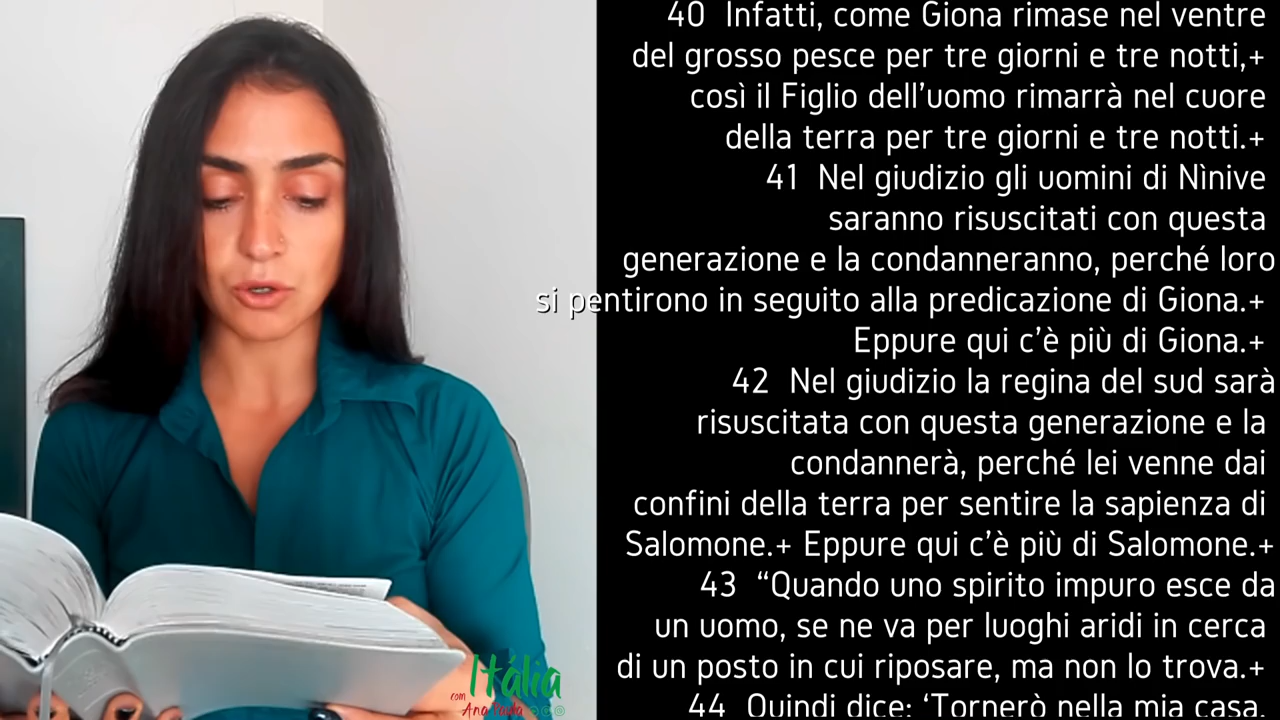 40  Infatti, come Giona rimase nel ventre
del grosso pesce per tre giorni e tre notti,+
così il Figlio dell’uomo rimarrà nel cuore
della terra per tre giorni e tre notti.+
41  Nel giudizio gli uomini di Nìnive
saranno risuscitati con questa
generazione e la condanneranno, perché loro
si pentirono in seguito alla predicazione di Giona.+
Eppure qui c’è più di Giona.+
42  Nel giudizio la regina del sud sarà
risuscitata con questa generazione e la
condannerà, perché lei venne dai
confini della terra per sentire la sapienza di
Salomone.+ Eppure qui c’è più di Salomone.+
43  “Quando uno spirito impuro esce da
un uomo, se ne va per luoghi aridi in cerca
di un posto in cui riposare, ma non lo trova.+
44  Quindi dice: ‘Tornerò nella mia casa,
com Itália
Ana Paula